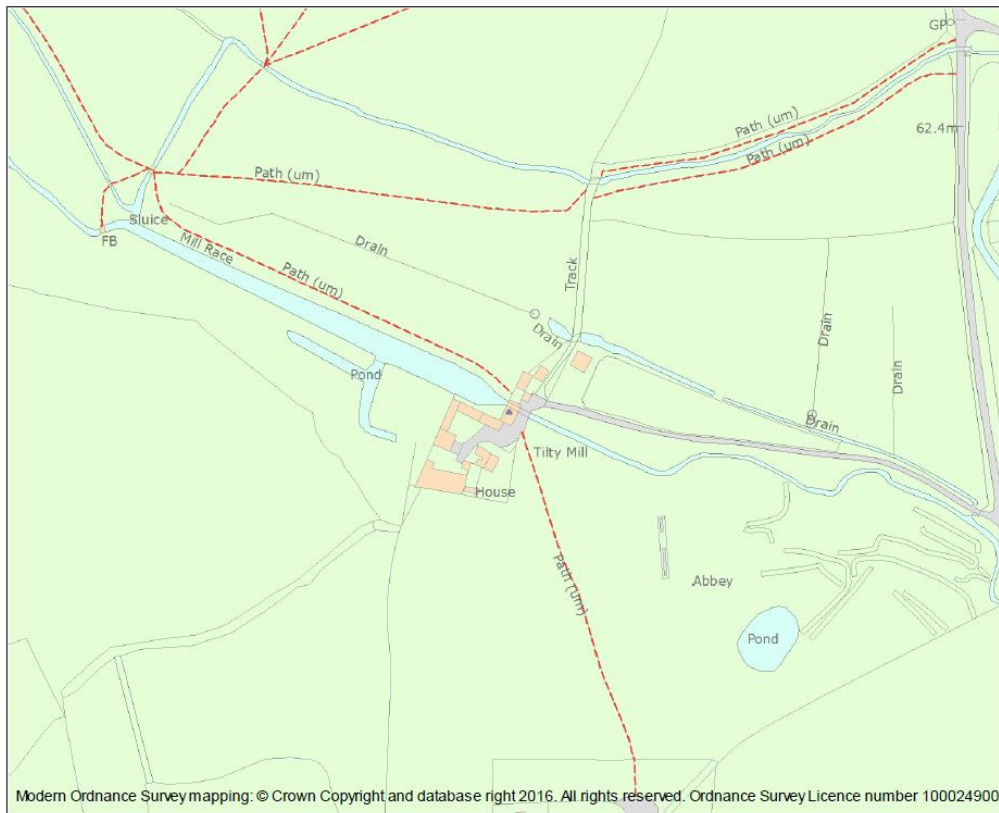 GP
62.4m
Path (um)
Path (um)
Path (um)
Sluice
FB
Mill Race
Drain
Path (um)
Track
Drain
Drain
Drain
Pond
Drain
Tilty Mill
House
Path (um)
Abbey
Pond
Modern Ordnance Survey mapping: © Crown Copyright and database right 2016. All rights reserved. Ordnance Survey Licence number 100024900